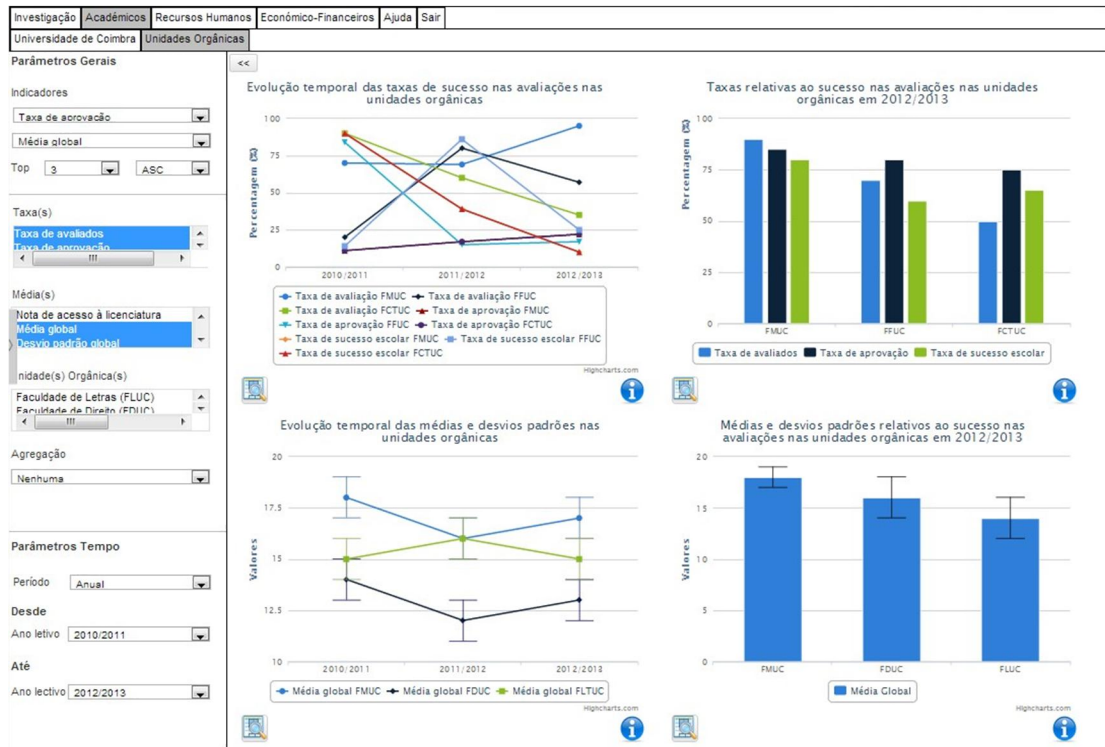 Investigação Académicos Recursos Humanos Económico-Financeiros Ajuda Sair
Universidade de Coimbra Unidades Orgânicas
Parâmetros Gerais
Indicadores
Taxa de aprovação
Média global
Top 3 ASC
Taxa(s)
Taxa de avaliados
Taxa de aprovação
Média(s)
Nota de acesso à licenciatura
Média global
Desvio padrão global
nidade(s) Orgânica(s)
Faculdade de Letras (FLUC)
Faculdade de Direito (FDUC)
Agregação
Nenhuma
Parâmetros Tempo
Período Anual
Desde
Ano letivo 2010/2011
Até
Ano lectivo 2012/2013
<<
Evolução temporal das taxas de sucesso nas avaliações nas
unidades orgânicas
Percentagem (%)
100
75
50
25
0
2010/2011 2011/2012 2012/2013
Taxa de avaliação FMUC Taxa de avaliação FFUC
Taxa de avaliação FCTUC Taxa de aprovação FMUC
Taxa de aprovação FFUC Taxa de aprovação FCTUC
Taxa de sucesso escolar FMUC Taxa de sucesso escolar FFUC
Taxa de sucesso escolar FCTUC
Highcharts.com
Taxas relativas ao sucesso nas avaliações nas unidades
orgânicas em 2012/2013
Percentagem (%)
100
75
50
25
0
FMUC FFUC FCTUC
Taxa de avaliados Taxa de aprovação Taxa de sucesso escolar
Evolução temporal das médias e desvios padrões nas
unidades orgânicas
Valores
20
17.5
15
12.5
10
2010/2011 2011/2012 2012/2013
Média global FMUC Média global FDUC Média global FLTUC
Highcharts.com
Médias e desvios padrões relativos ao sucesso nas
avaliações nas unidades orgânicas em 2012/2013
Valores
20
15
10
5
0
FMUC FDUC FLUC
Média Global
Highcharts.com